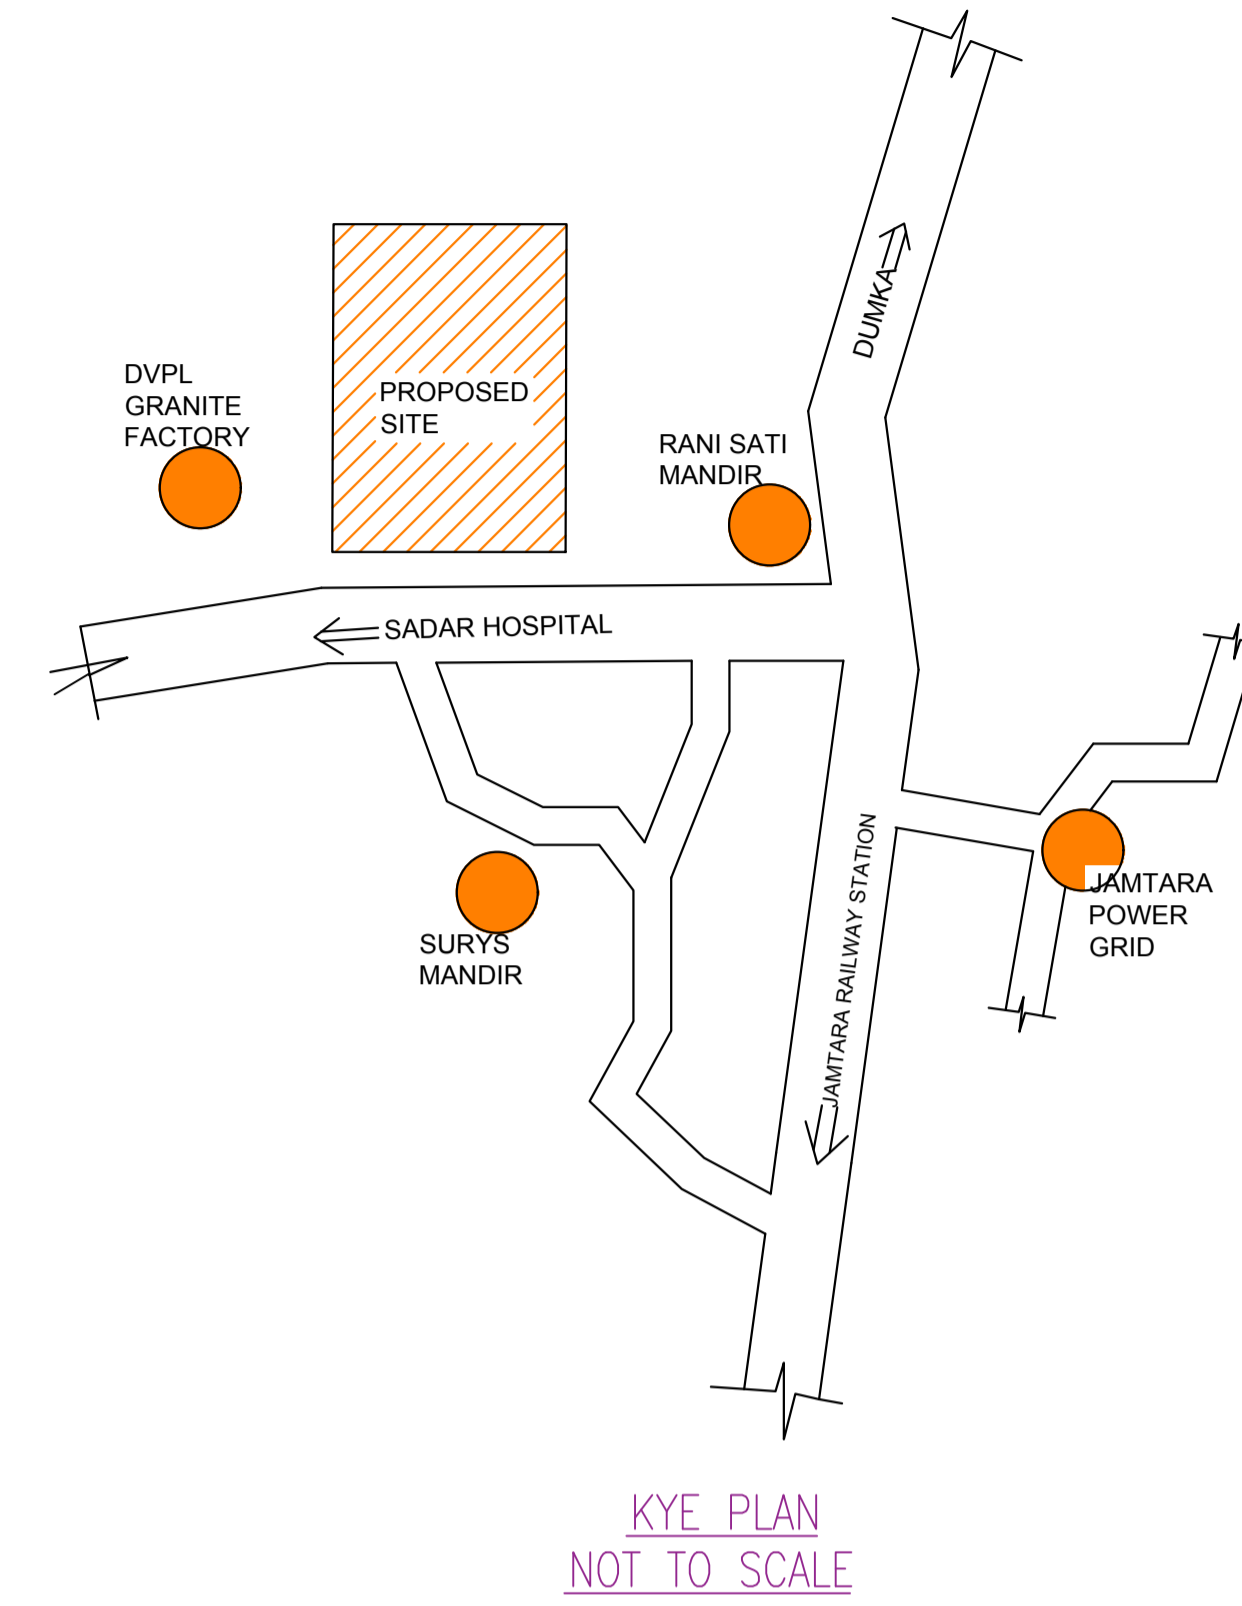 DUMKA
DVPL
GRANITE
FACTORY
PROPOSED
SITE
RANI SATI
MANDIR
SADAR HOSPITAL
JAMTARA RAILWAY STATION
JAMTARA
POWER
GRID
SURYS
MANDIR
KYE PLAN
NOT TO SCALE